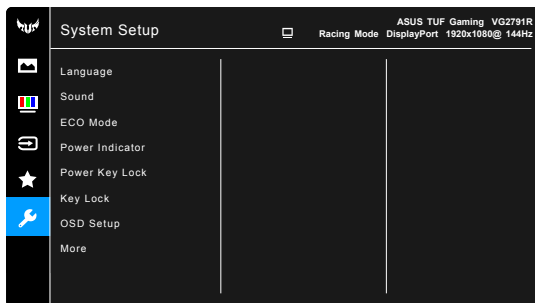 System Setup
ASUS TUF Gaming VG2791R
Racing Mode DisplayPort 1920x1080@ 144Hz
Language
Sound
ECO Mode
Power Indicator
Power Key Lock
Key Lock
OSD Setup
More